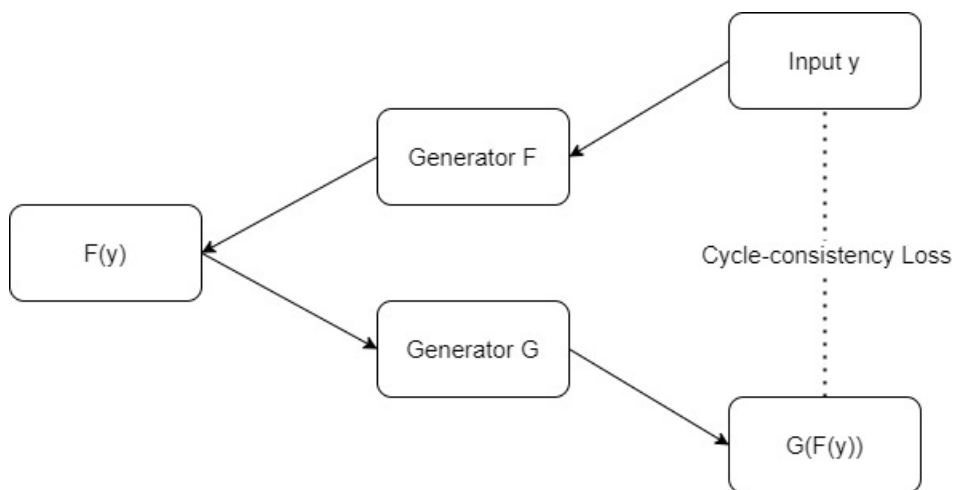 Input y
Generator F
F(y)
Cycle-consistency Loss
Generator G
G(F(y))